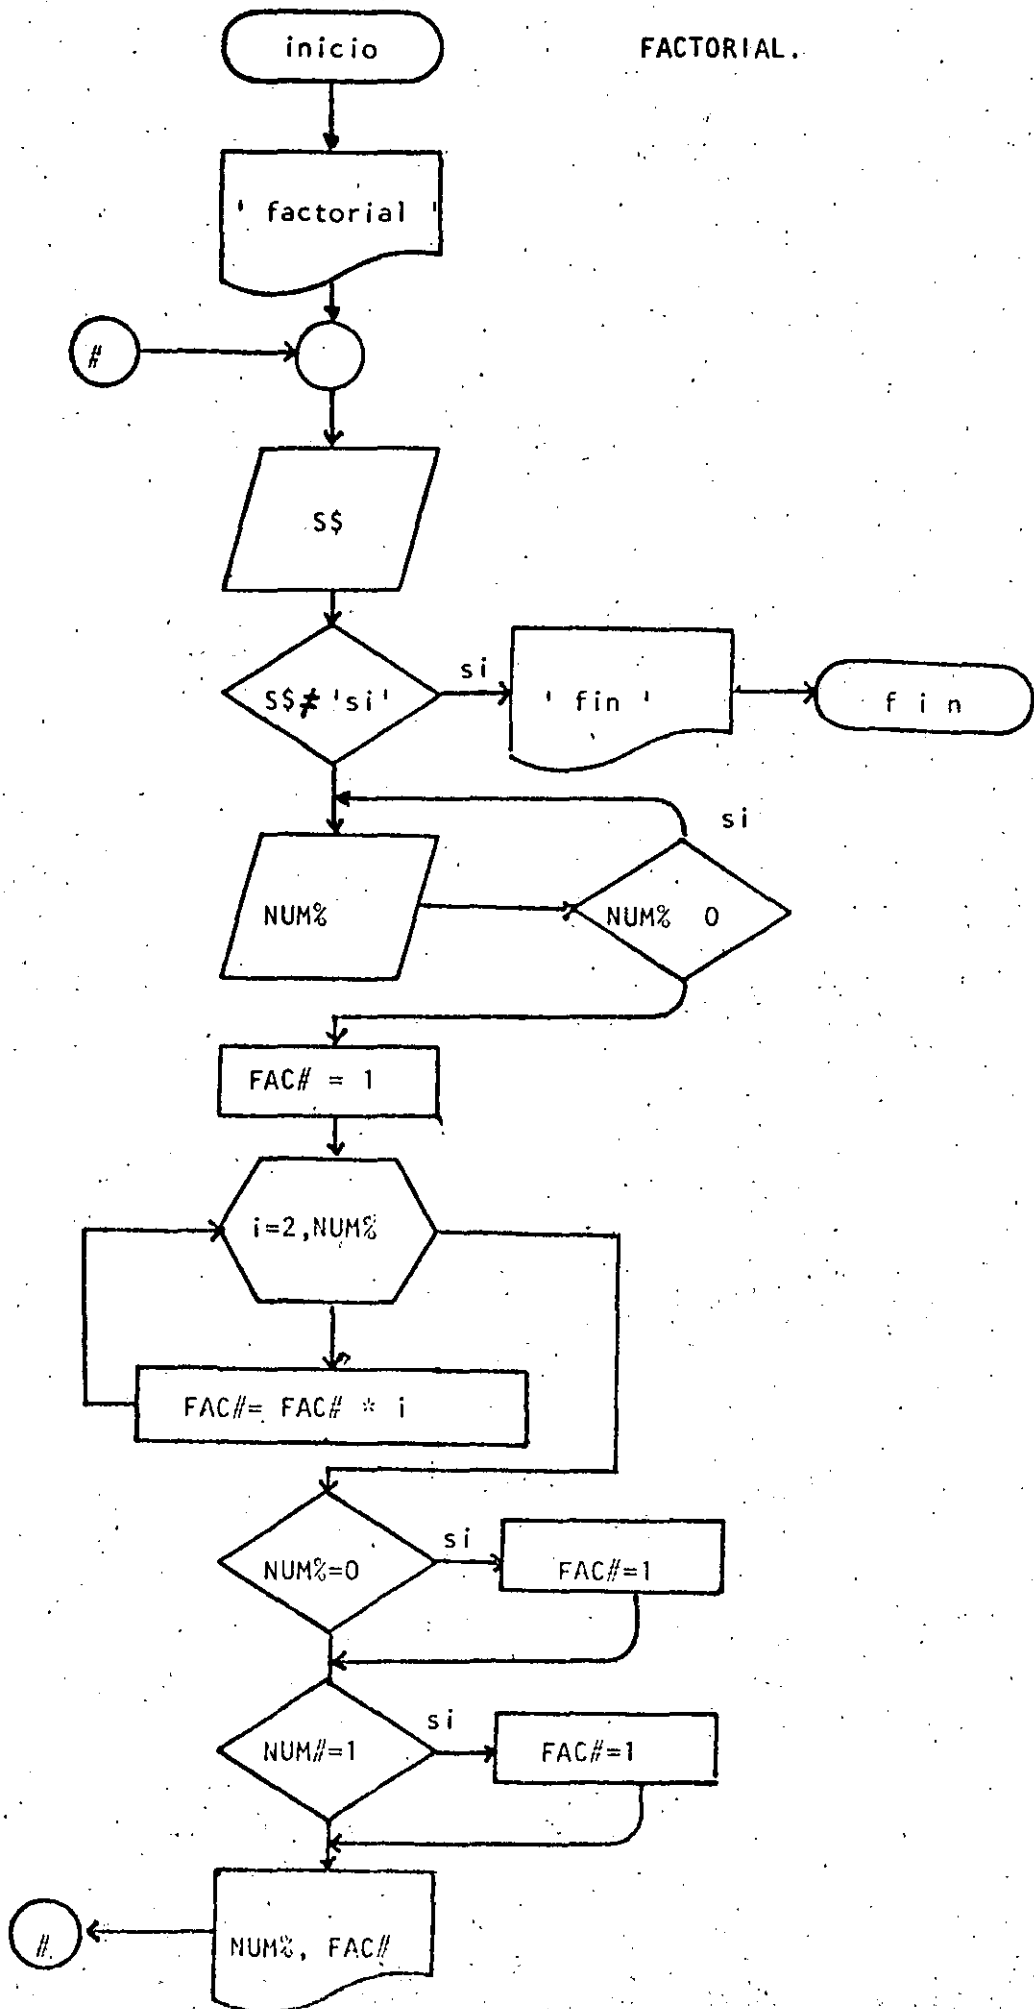 inicio
FACTORIAL.
' factorial '
#
S$
S$≠'si'
si
' fin '
f i n
si
NUM%
NUM% 0
FAC# = 1
i=2,NUM%
FAC#= FAC# * i
NUM%=0
si
FAC#=1
NUM#=1
si
FAC#=1
NUM%, FAC#
#